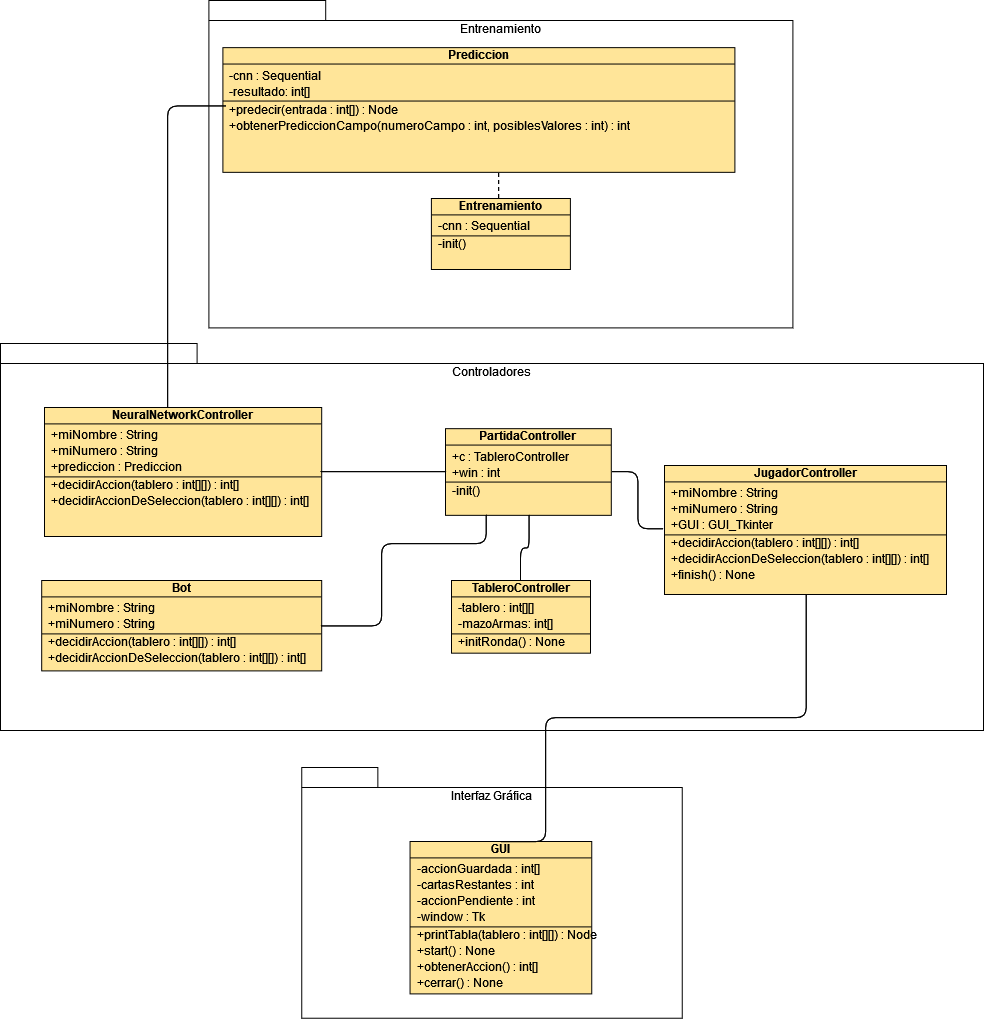 Entrenamiento
Prediccion
-cnn : Sequential
-resultado: int[]
+predecir(entrada : int[]) : Node
+obtenerPrediccionCampo(numeroCampo : int, posiblesValores : int) : int
Entrenamiento
-cnn : Sequential
-init()
Controladores
NeuralNetworkController
+miNombre : String
+miNumero : String
+prediccion : Prediccion
+decidirAccion(tablero : int[][]) : int[]
+decidirAccionDeSeleccion(tablero : int[][]) : int[]
PartidaController
+c : TableroController
+win : int
-init()
JugadorController
+miNombre : String
+miNumero : String
+GUI : GUI_Tkinter
+decidirAccion(tablero : int[][]) : int[]
+decidirAccionDeSeleccion(tablero : int[][]) : int[]
+finish() : None
Bot
+miNombre : String
+miNumero : String
+decidirAccion(tablero : int[][]) : int[]
+decidirAccionDeSeleccion(tablero : int[][]) : int[]
TableroController
-tablero : int[][]
-mazoArmas: int[]
+initRonda() : None
Interfaz Gráfica
GUI
-accionGuardada : int[]
-cartasRestantes : int
-accionPendiente : int
-window : Tk
+printTabla(tablero : int[][]) : Node
+start() : None
+obtenerAccion() : int[]
+cerrar() : None